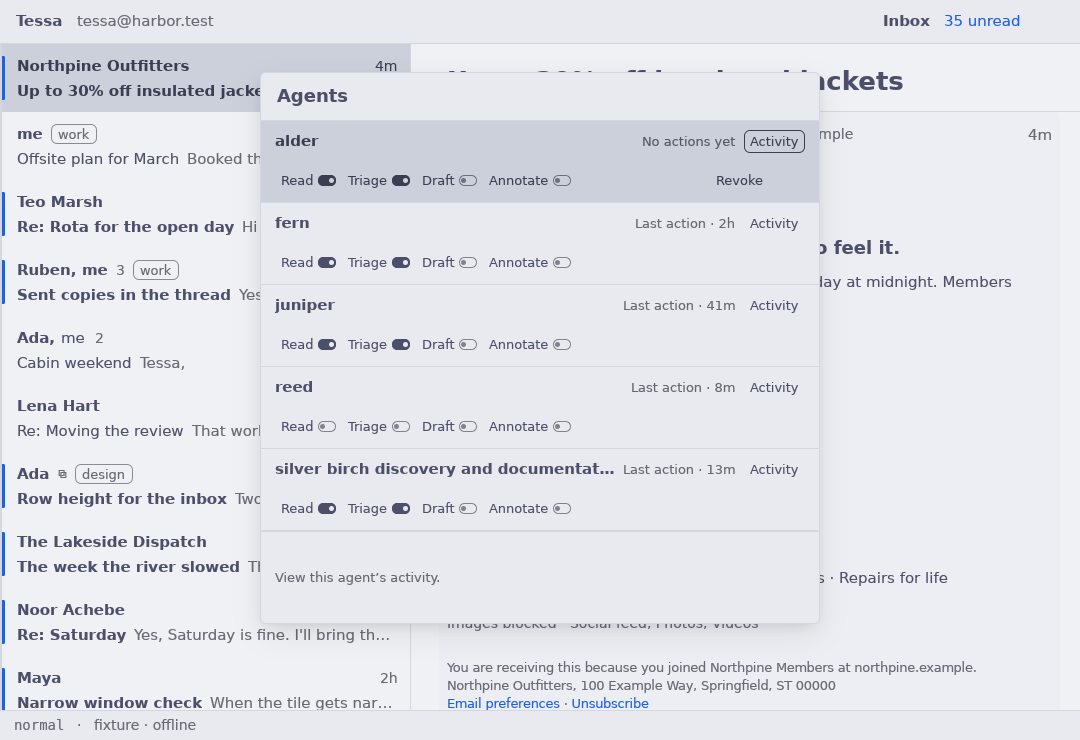 Tessa tessa@harbor.test Inbox 35 unread
Northpine Outfitters 4m
Up to 30% off insulated jacke
ckets
me work
Offsite plan for March Booked th
mple 4m
Teo Marsh
Re: Rota for the open day Hi
Ruben, me 3 work
Sent copies in the thread Yes
Ada, me 2
Cabin weekend Tessa,
Lena Hart
Re: Moving the review That worl
Ada design
Row height for the inbox Two
The Lakeside Dispatch
The week the river slowed Th
Noor Achebe
Re: Saturday Yes, Saturday is fine. I'll bring th…
Maya 2h
Narrow window check When the tile gets nar…
Agents
alder No actions yet Activity
Read Triage Draft Annotate Revoke
fern Last action · 2h Activity
Read Triage Draft Annotate
juniper Last action · 41m Activity
Read Triage Draft Annotate
reed Last action · 8m Activity
Read Triage Draft Annotate
silver birch discovery and documentat… Last action · 13m Activity
Read Triage Draft Annotate
View this agent’s activity.
o feel it.
day at midnight. Members
s · Repairs for life
Images blocked · Social feed, Photos, Videos
You are receiving this because you joined Northpine Members at northpine.example.
Northpine Outfitters, 100 Example Way, Springfield, ST 00000
Email preferences · Unsubscribe
normal · fixture · offline